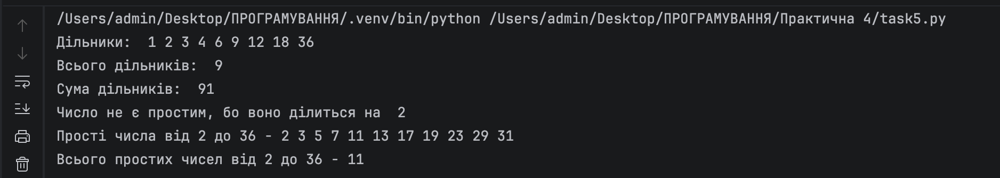 /Users/admin/Desktop/ПРОГРАМУВАННЯ/.venv/bin/python /Users/admin/Desktop/ПРОГРАМУВАННЯ/Практична 4/task5.py
Дільники:  1 2 3 4 6 9 12 18 36
Всього дільників:  9
Сума дільників:  91
Число не є простим, бо воно ділиться на  2
Прості числа від 2 до 36 - 2 3 5 7 11 13 17 19 23 29 31
Всього простих чисел від 2 до 36 - 11